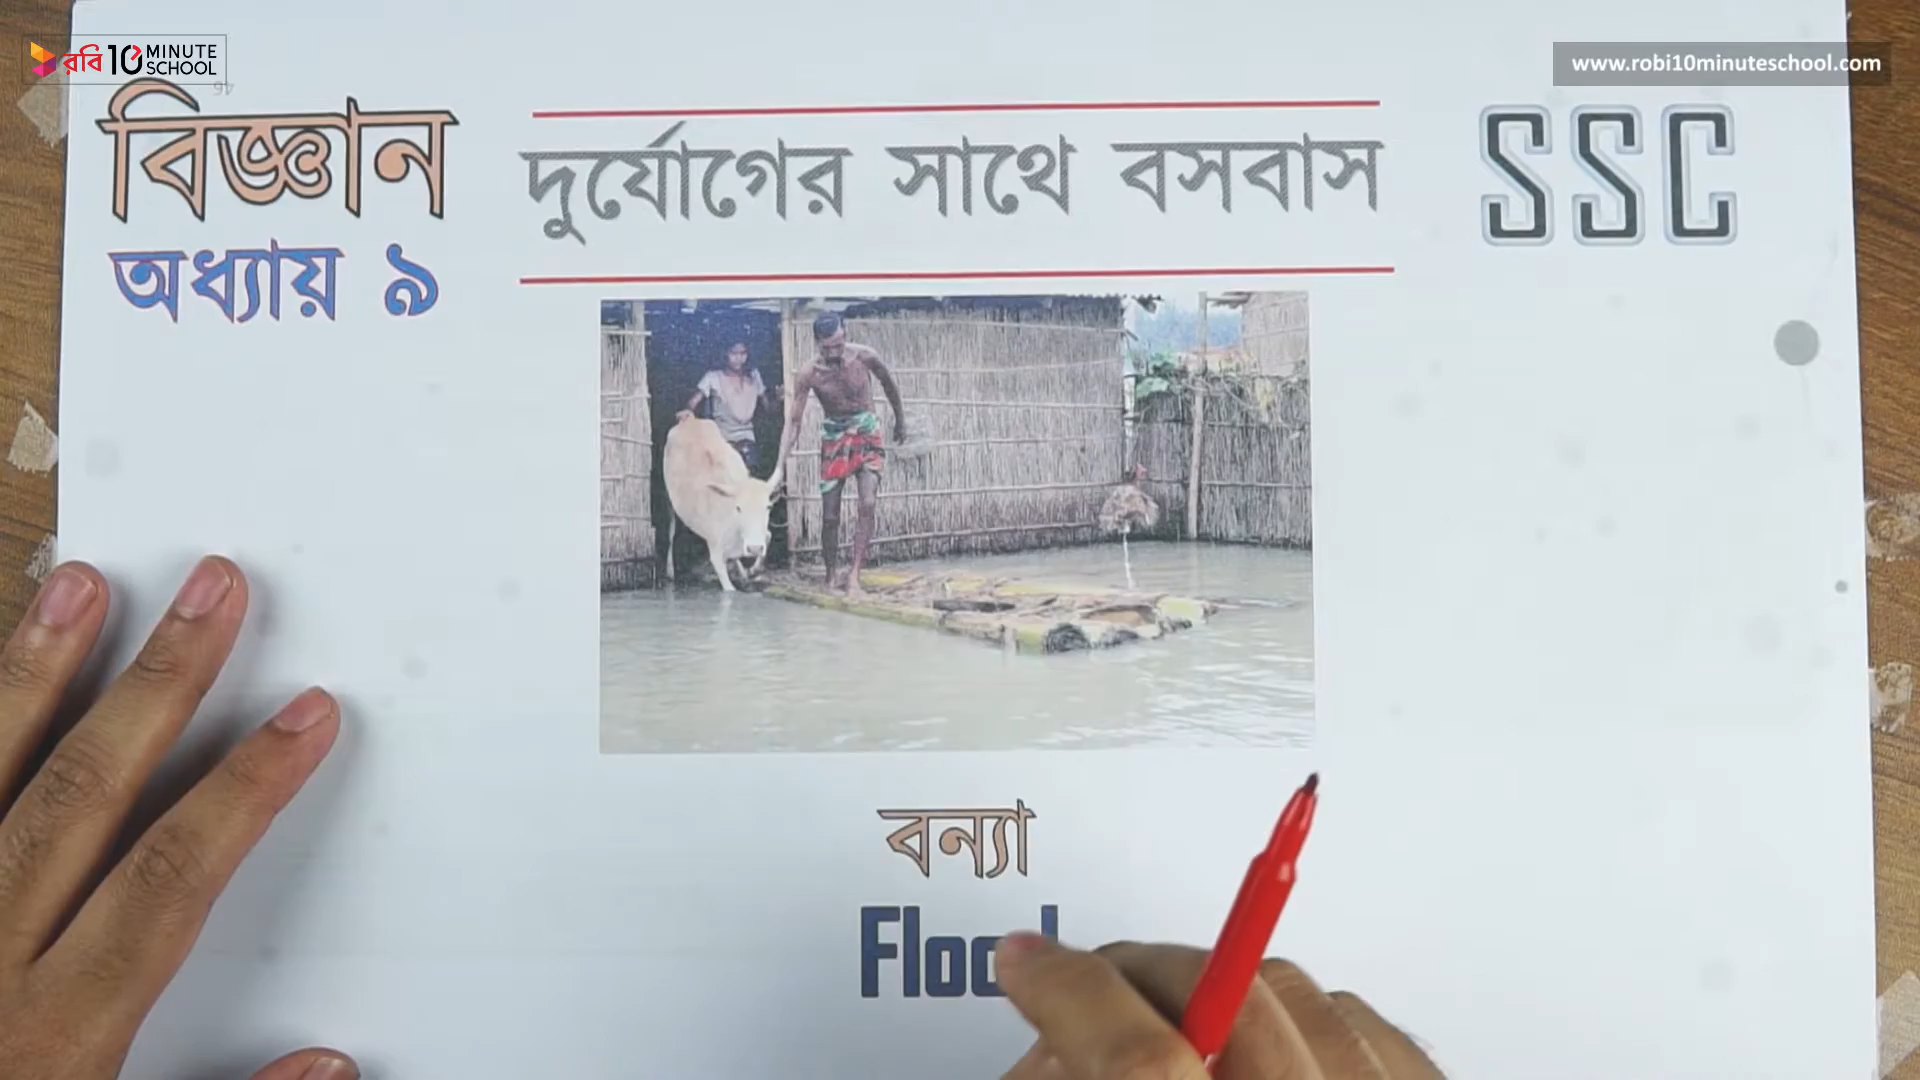 রবি 10 MINUTE SCHOOL
www.robi10minuteschool.com
বিজ্ঞান
অধ্যায় ৯
দুর্যোগের সাথে বসবাস
SSC
বন্যা